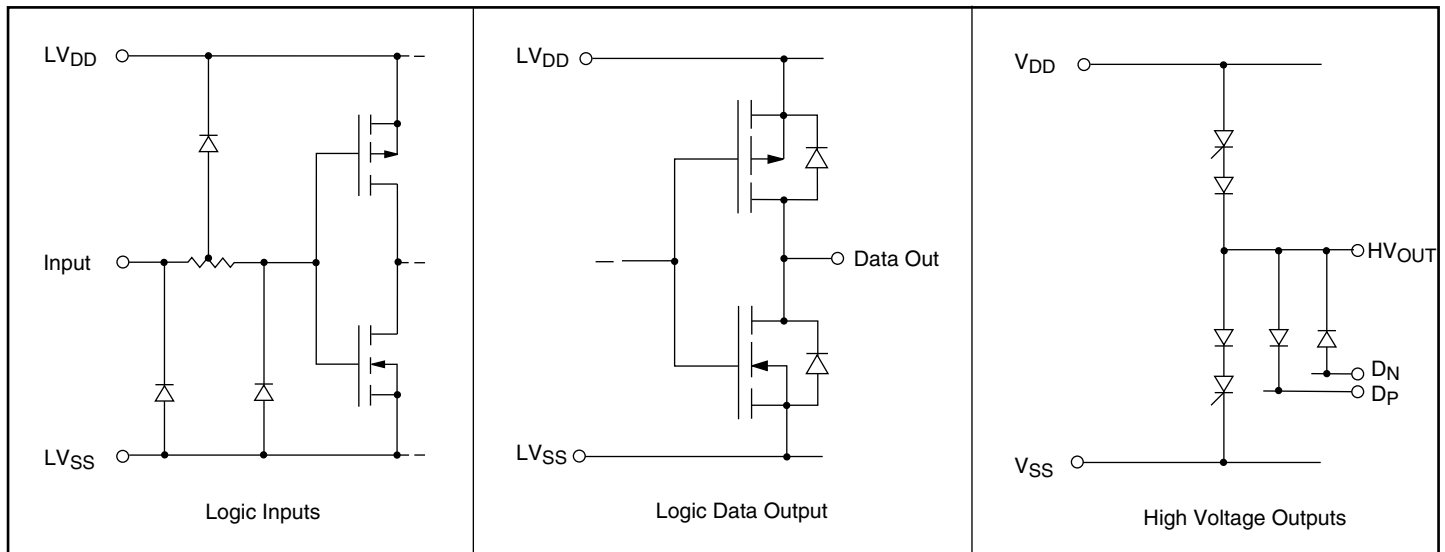 LVDD
Input
LVSS
Logic Inputs
LVDD
Data Out
LVSS
Logic Data Output
VDD
HVOUT
DN
DP
VSS
High Voltage Outputs